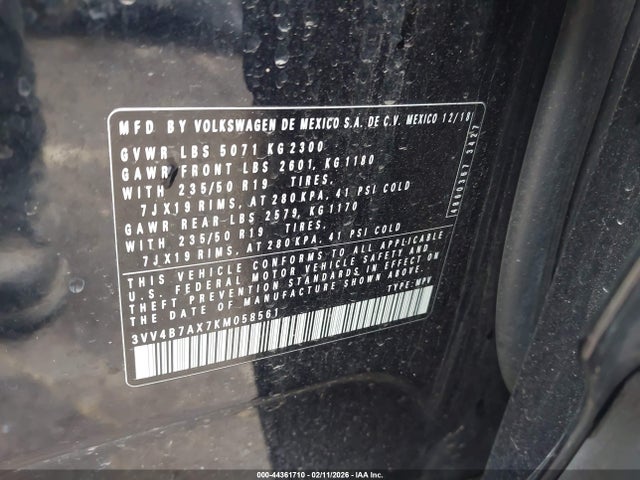 MFD BY VOLKSWAGEN DE MEXICO S.A. DE C.V. MEXICO 12/18
GVWR LBS 5071 KG 2300
GAWR FRONT LBS 2601, KG 1180
WITH 235/50 R19 TIRES.
7JX19 RIMS, AT 280 KPA, 41 PSI COLD
GAWR REAR-LBS 2579, KG 1170
WITH 235/50 R19 TIRES.
7JX19 RIMS, AT 280 KPA, 41 PSI COLD
THIS VEHICLE CONFORMS TO ALL APPLICABLE
U.S. FEDERAL MOTOR VEHICLE SAFETY AND
THEFT PREVENTION STANDARDS IN EFFECT ON
THE DATE OF MANUFACTURE SHOWN ABOVE.
TYPE: MPV
3VV4B7AX7KM058561
000-44361710 - 02/11/2026 - IAA Inc.